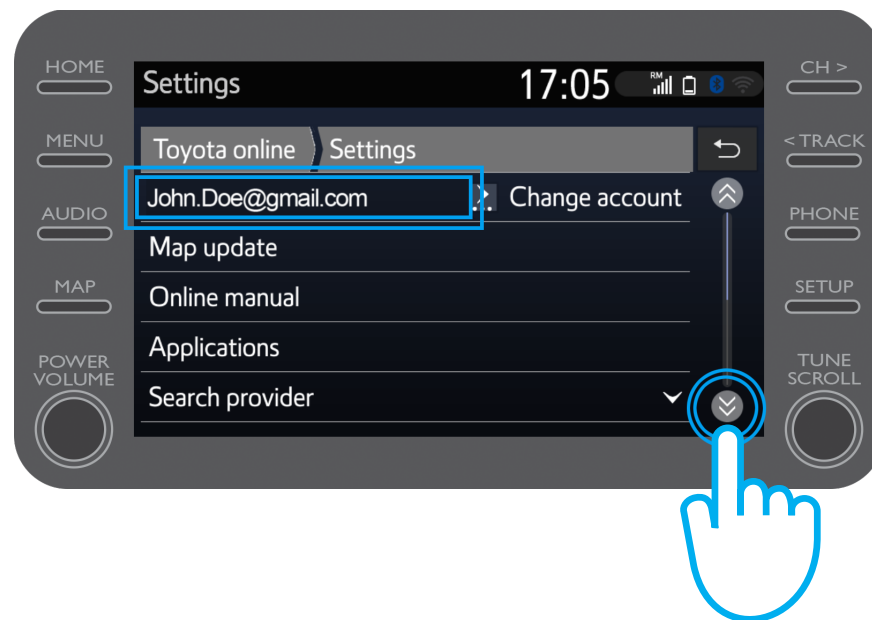 HOME
MENU
AUDIO
MAP
POWER
VOLUME
Settings 17:05 RM
Toyota online Settings
John.Doe@gmail.com Change account
Map update
Online manual
Applications
Search provider
CH >
< TRACK
PHONE
SETUP
TUNE
SCROLL